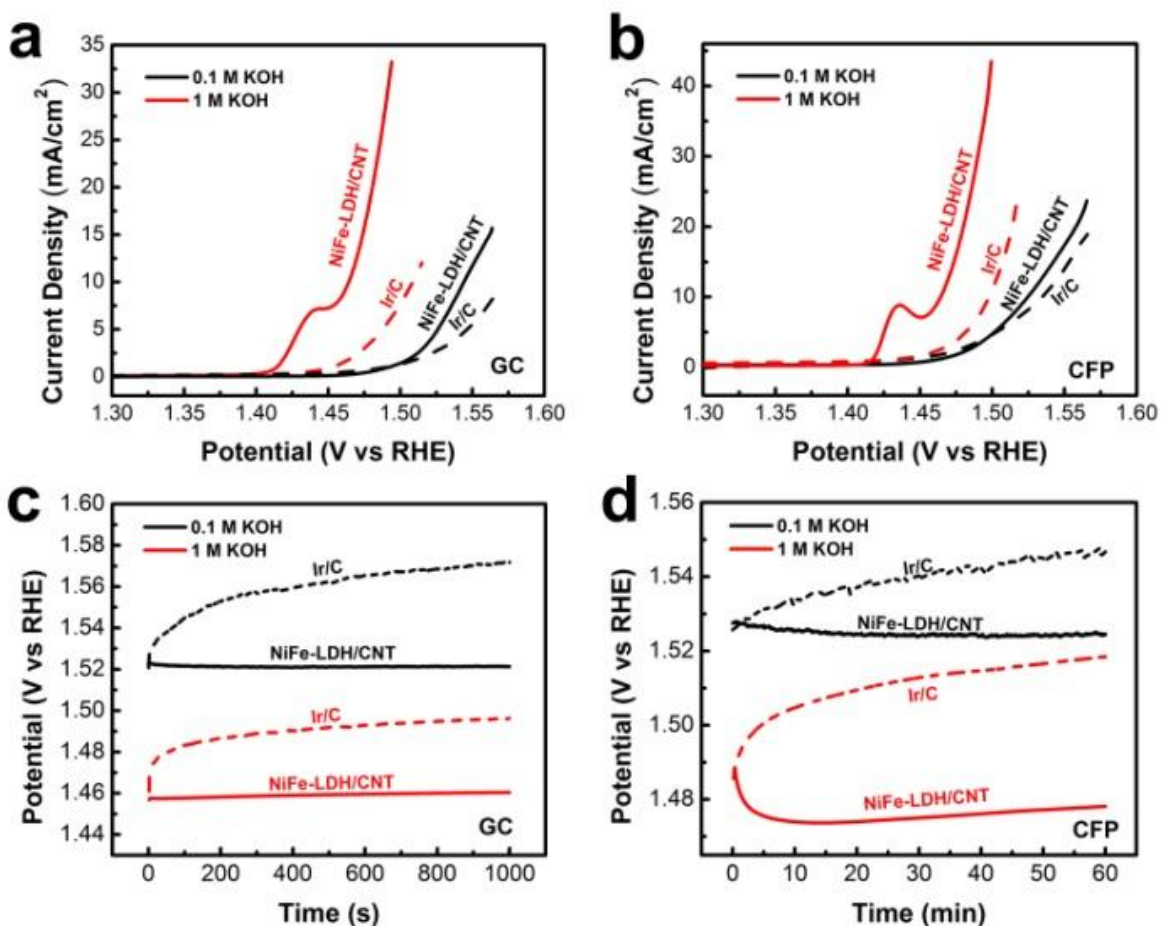 a
35
30
25
20
15
10
5
0
Current Density (mA/cm²)
0.1 M KOH
1 M KOH
NiFe-LDH/CNT
Ir/C
NiFe-LDH/CNT
Ir/C
GC
1.30 1.35 1.40 1.45 1.50 1.55 1.60
Potential (V vs RHE)
b
40
30
20
10
0
Current Density (mA/cm²)
0.1 M KOH
1 M KOH
NiFe-LDH/CNT
Ir/C
NiFe-LDH/CNT
Ir/C
CFP
1.30 1.35 1.40 1.45 1.50 1.55 1.60
Potential (V vs RHE)
c
1.60
1.58
1.56
1.54
1.52
1.50
1.48
1.46
1.44
Potential (V vs RHE)
0.1 M KOH
1 M KOH
Ir/C
NiFe-LDH/CNT
Ir/C
NiFe-LDH/CNT
GC
0 200 400 600 800 1000
Time (s)
d
1.56
1.54
1.52
1.50
1.48
Potential (V vs RHE)
0.1 M KOH
1 M KOH
Ir/C
NiFe-LDH/CNT
Ir/C
NiFe-LDH/CNT
CFP
0 10 20 30 40 50 60
Time (min)